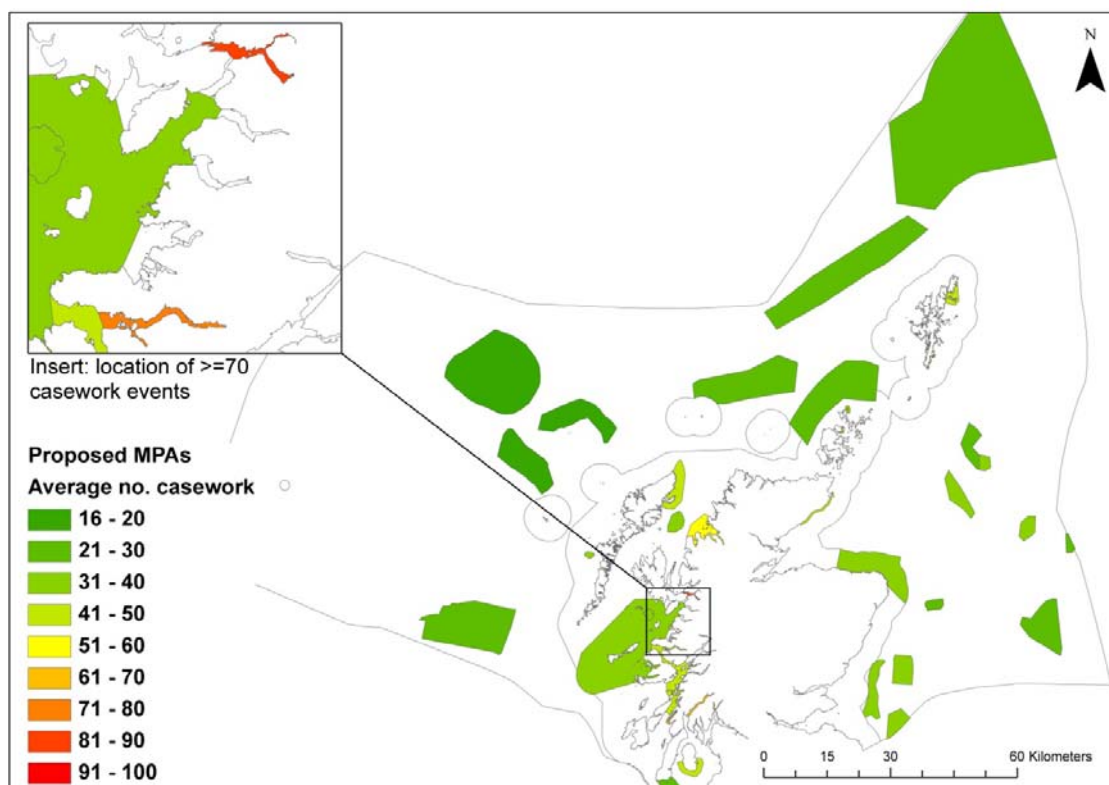 N
Insert: location of >=70
casework events
Proposed MPAs
Average no. casework
16 - 20
21 - 30
31 - 40
41 - 50
51 - 60
61 - 70
71 - 80
81 - 90
91 - 100
0 15 30 60 Kilometers